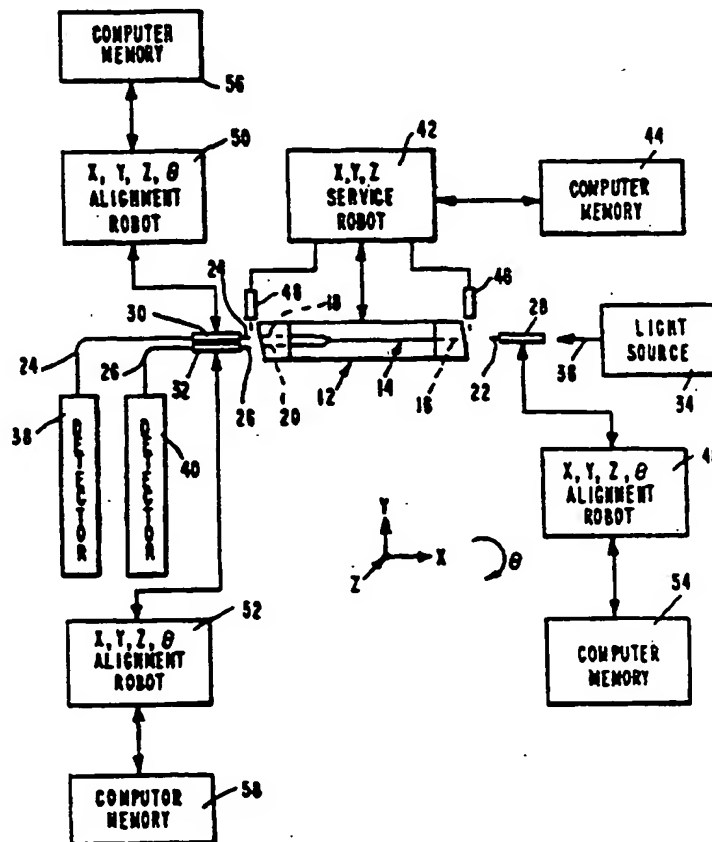 COMPUTER
MEMORY
56
50
X, Y, Z, θ
ALIGNMENT
ROBOT
42
X,Y,Z
SERVICE
ROBOT
44
COMPUTER
MEMORY
24
48
18
46
30
28
LIGHT
SOURCE
24
26
32
26
20
12
14
16
22
36
34
38
DETECTOR
40
DETECTOR
X, Y, Z, θ
ALIGNMENT
ROBOT
Y
X
Z
θ
52
X,Y,Z, θ
ALIGNMENT
ROBOT
54
COMPUTER
MEMORY
COMPUTOR
MEMORY
58